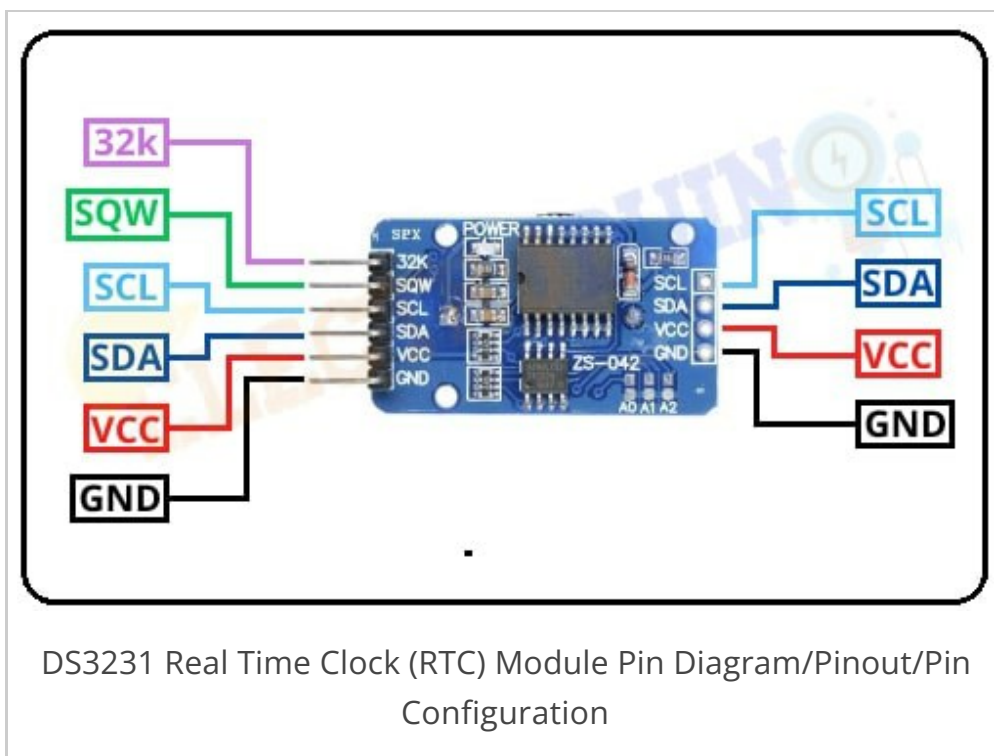 32k
SQW
SCL
SDA
VCC
GND
SPX
POWER
32K
SQW
SCL
SDA
VCC
GND
SCL
SDA
VCC
GND
ZS-042
A0 A1 A2
SCL
SDA
VCC
GND
DS3231 Real Time Clock (RTC) Module Pin Diagram/Pinout/Pin
Configuration